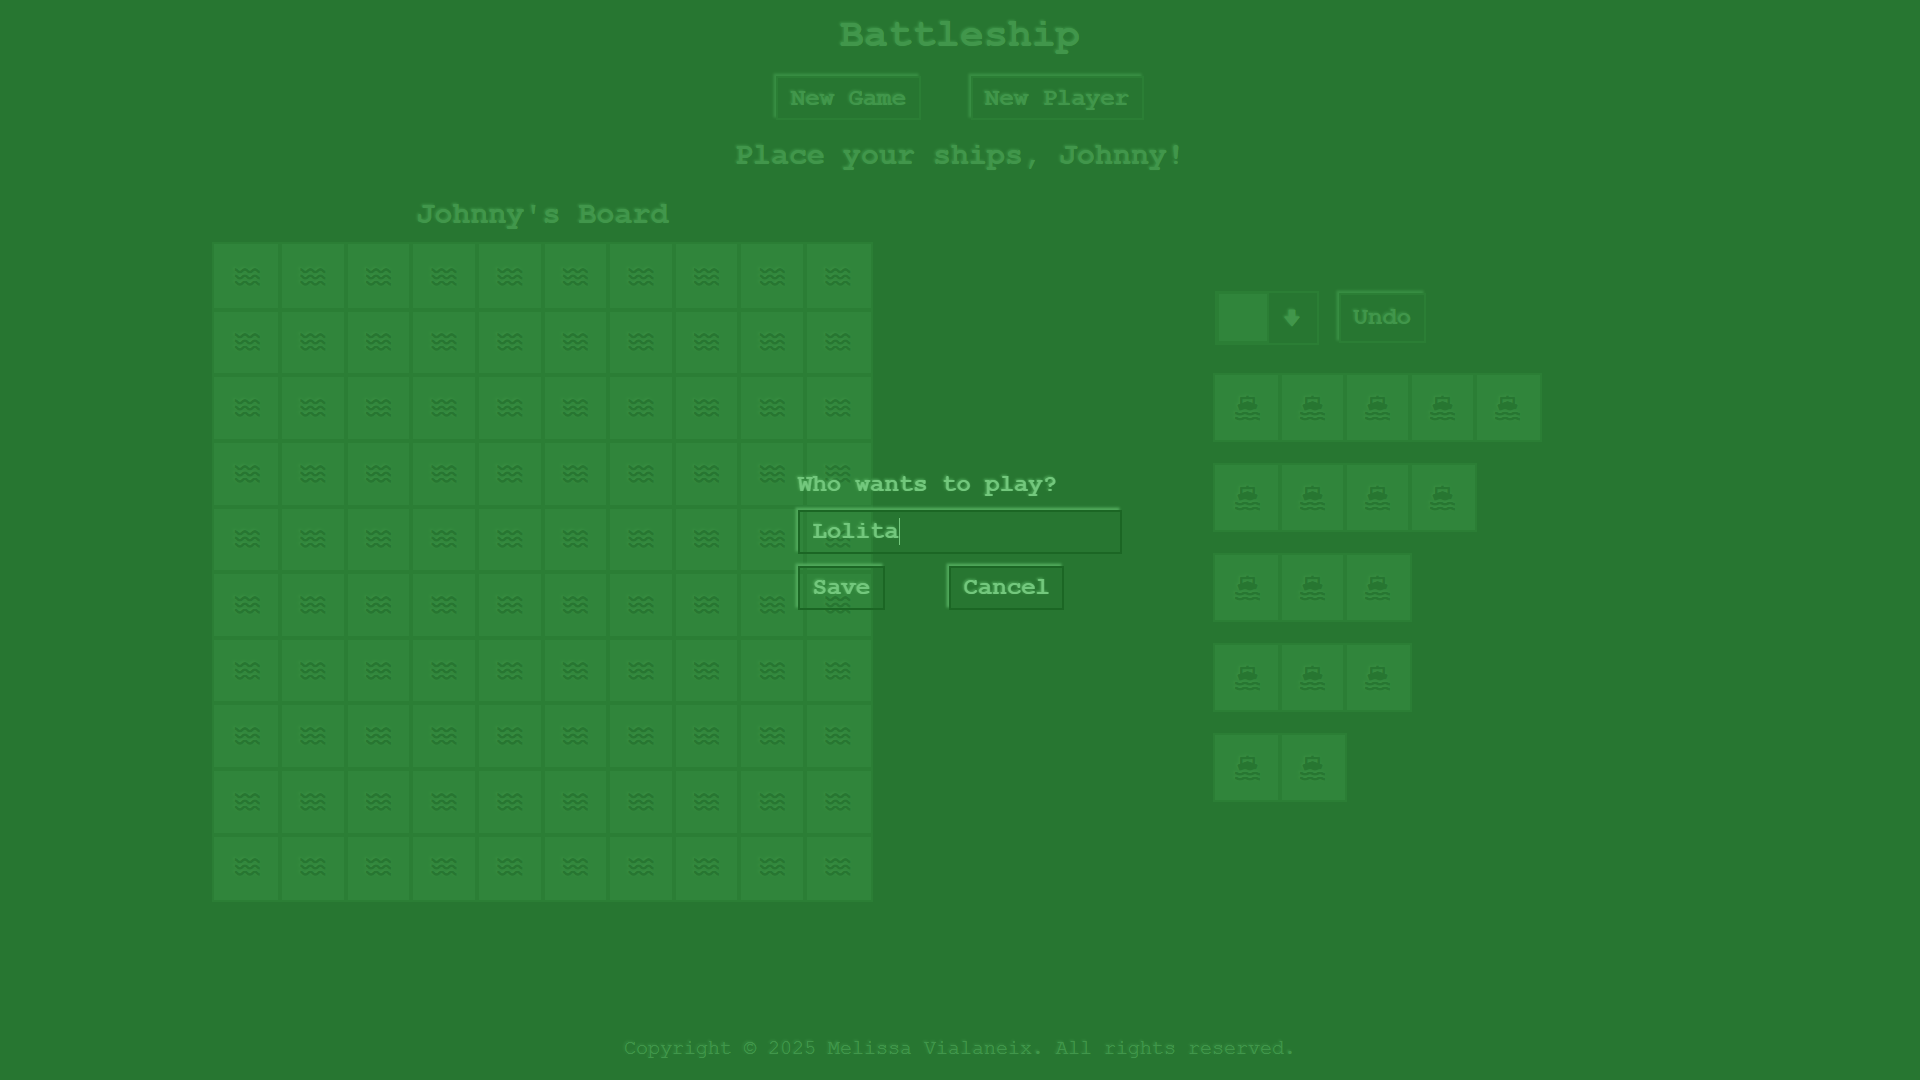 Battleship
New Game New Player
Place your ships, Johnny!
Johnny's Board
Undo
Who wants to play?
Lolita
Save Cancel
Copyright © 2025 Melissa Vialaneix. All rights reserved.